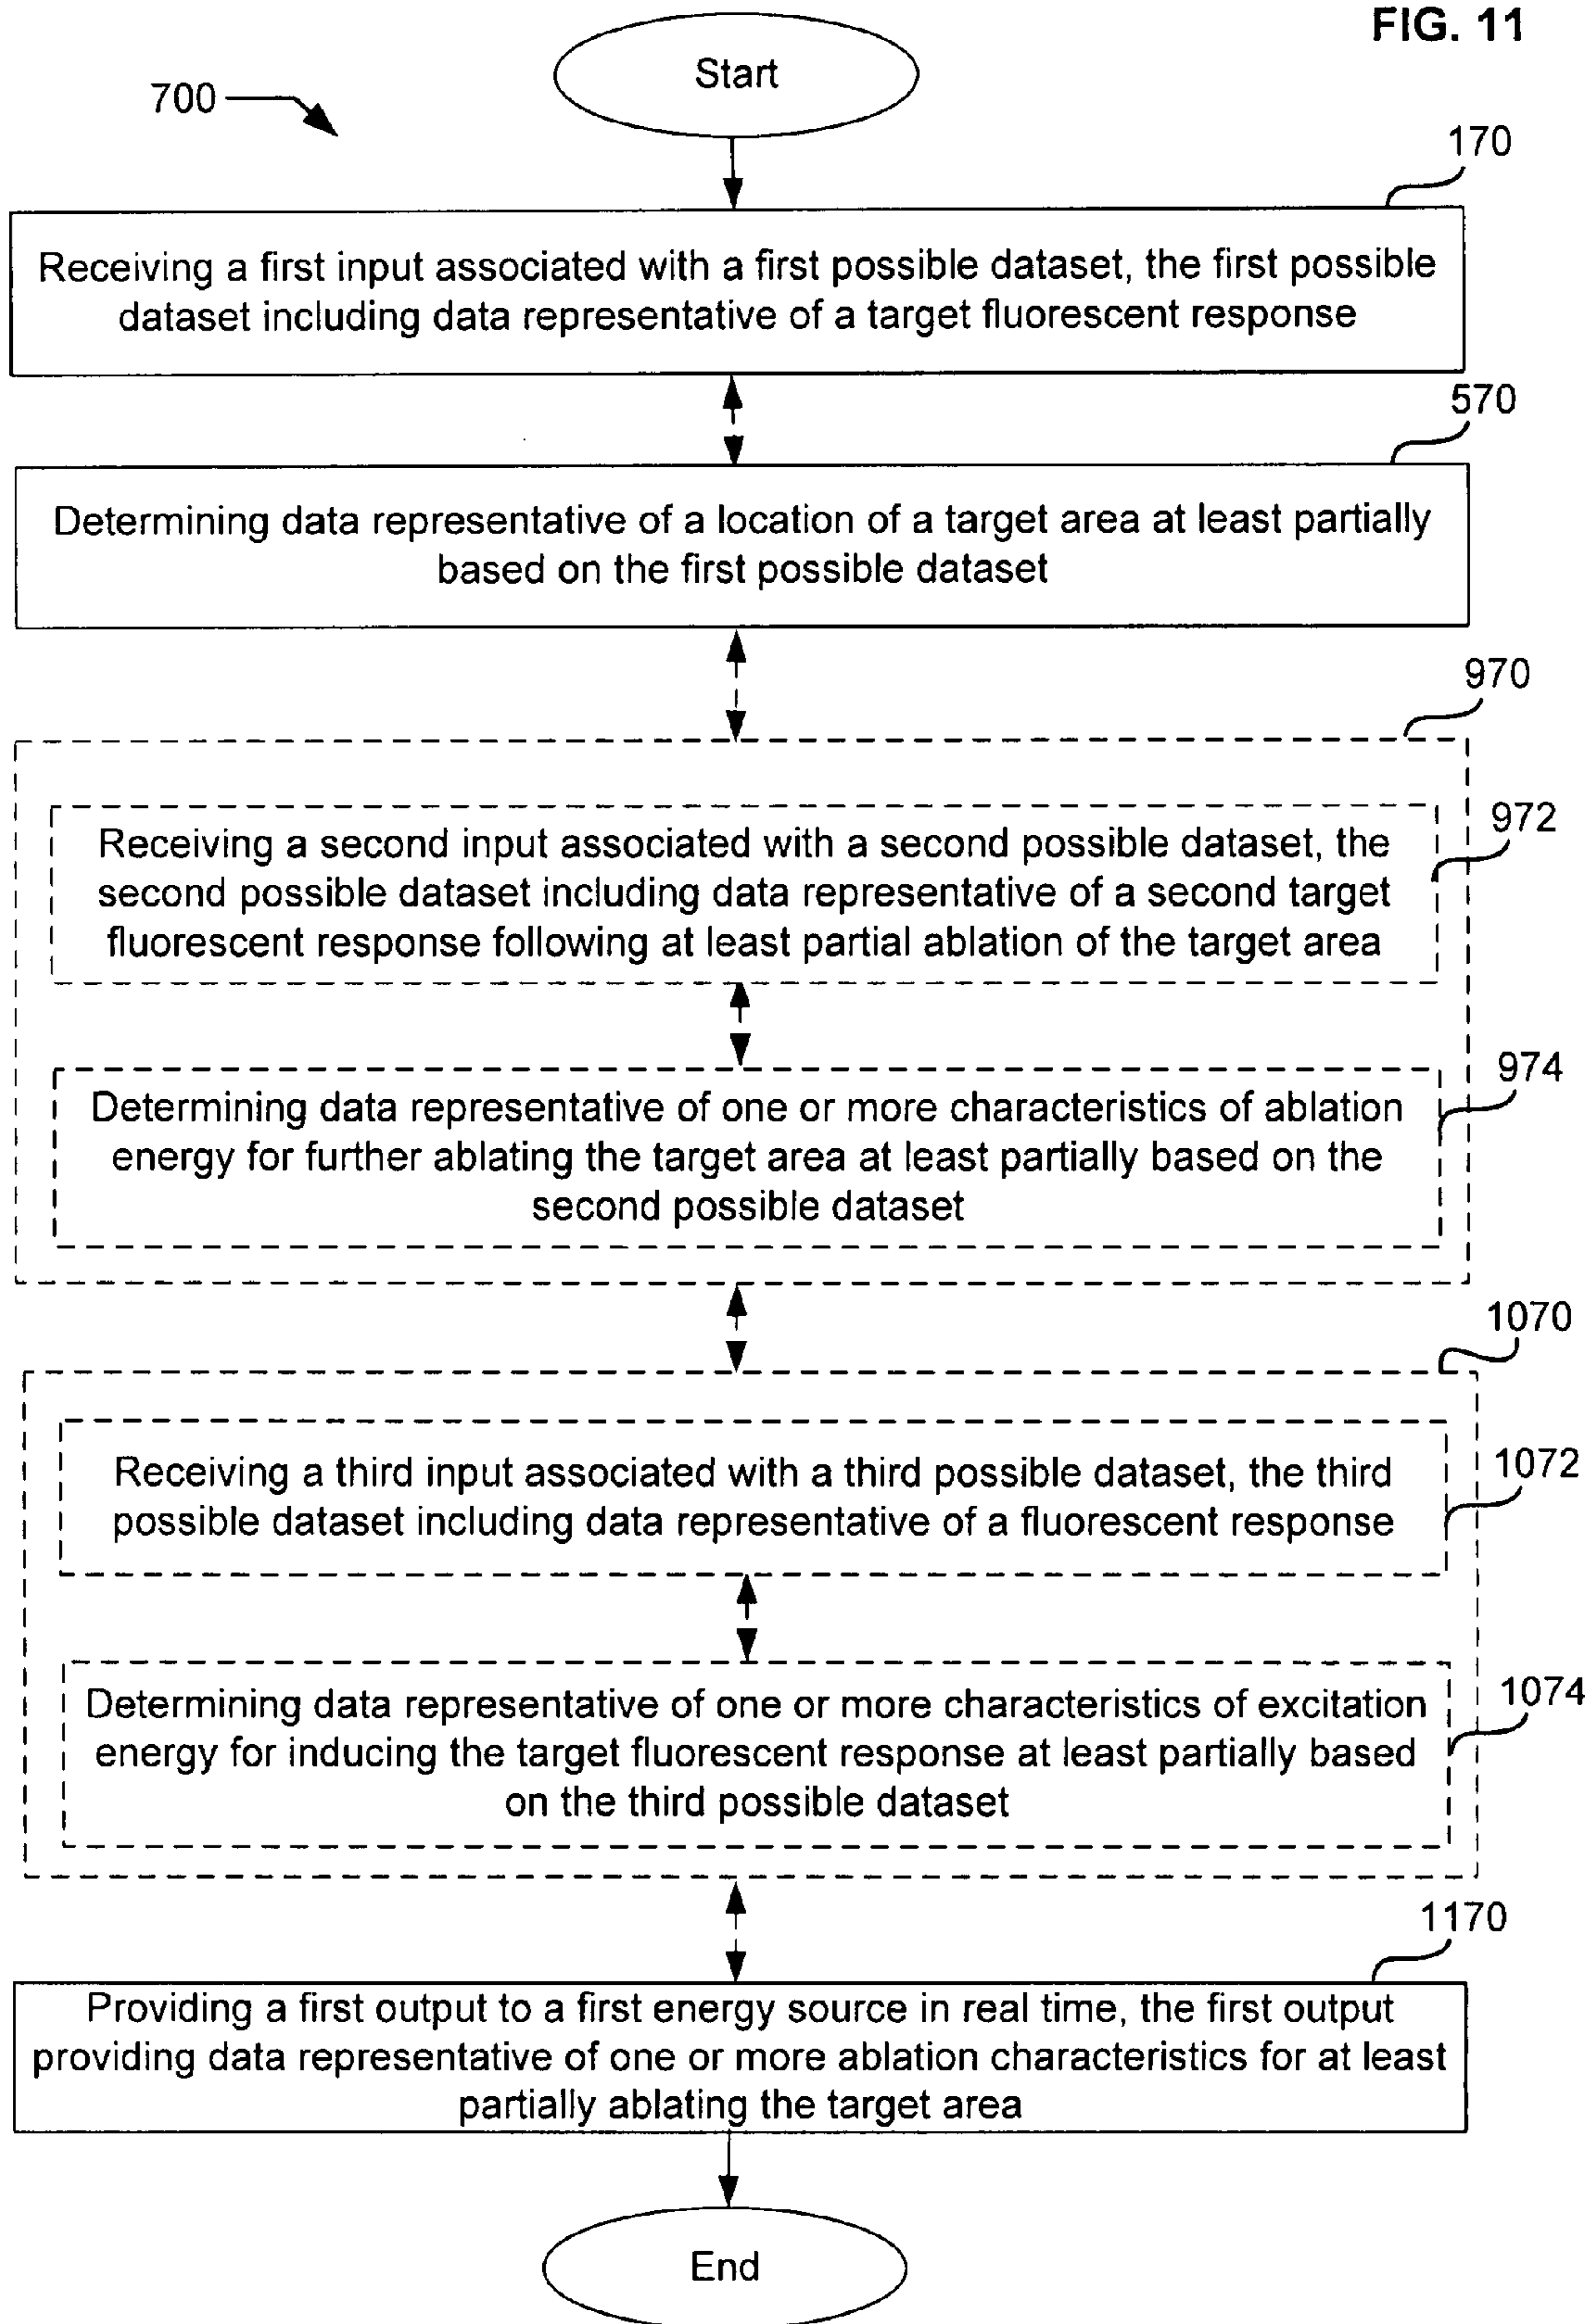 FIG. 11
Start
700
170
Receiving a first input associated with a first possible dataset, the first possible
dataset including data representative of a target fluorescent response
570
Determining data representative of a location of a target area at least partially
based on the first possible dataset
970
972
Receiving a second input associated with a second possible dataset, the
second possible dataset including data representative of a second target
fluorescent response following at least partial ablation of the target area
974
Determining data representative of one or more characteristics of ablation
energy for further ablating the target area at least partially based on the
second possible dataset
1070
1072
Receiving a third input associated with a third possible dataset, the third
possible dataset including data representative of a fluorescent response
1074
Determining data representative of one or more characteristics of excitation
energy for inducing the target fluorescent response at least partially based
on the third possible dataset
1170
Providing a first output to a first energy source in real time, the first output
providing data representative of one or more ablation characteristics for at least
partially ablating the target area
End